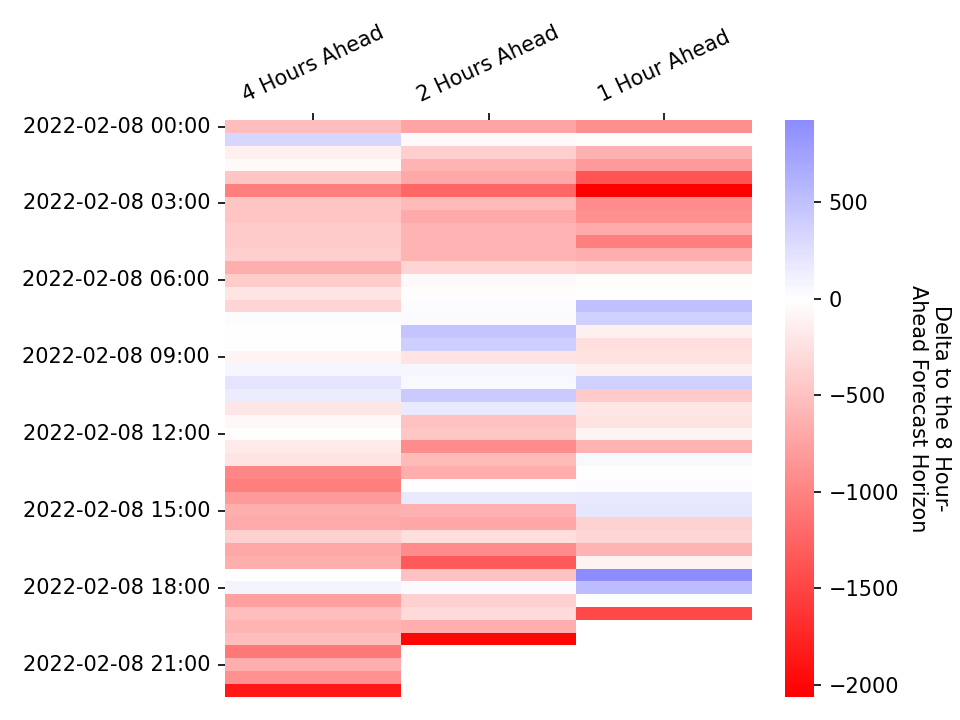 4 Hours Ahead
2 Hours Ahead
1 Hour Ahead
2022-02-08 00:00
2022-02-08 03:00
2022-02-08 06:00
2022-02-08 09:00
2022-02-08 12:00
2022-02-08 15:00
2022-02-08 18:00
2022-02-08 21:00
500
0
−500
−1000
−1500
−2000
Delta to the 8 Hour-
Ahead Forecast Horizon